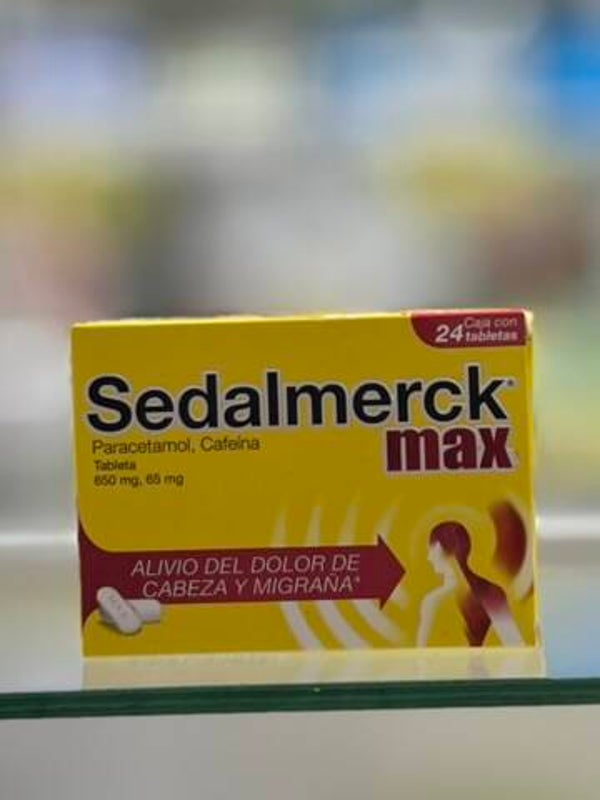 Caja con
24 tabletas
Sedalmerck®
max
Paracetamol, Cafeína
Tableta
650 mg, 65 mg
ALIVIO DEL DOLOR DE
CABEZA Y MIGRAÑA*